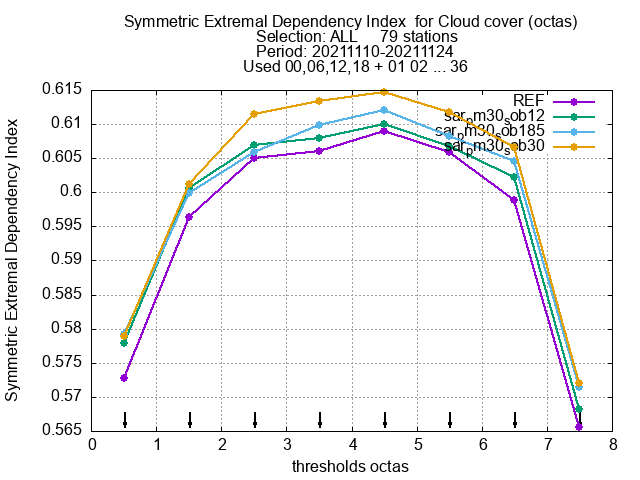 Symmetric Extremal Dependency Index for Cloud cover (octas)
Selection: ALL 79 stations
Period: 20211110-20211124
Used 00,06,12,18 + 01 02 ... 36
REF
sar_pm30_sob12
sar_pm30_sob185
sar_pm30_sob30
Symmetric Extremal Dependency Index
0.615
0.61
0.605
0.6
0.595
0.59
0.585
0.58
0.575
0.57
0.565
0 1 2 3 4 5 6 7 8
thresholds octas